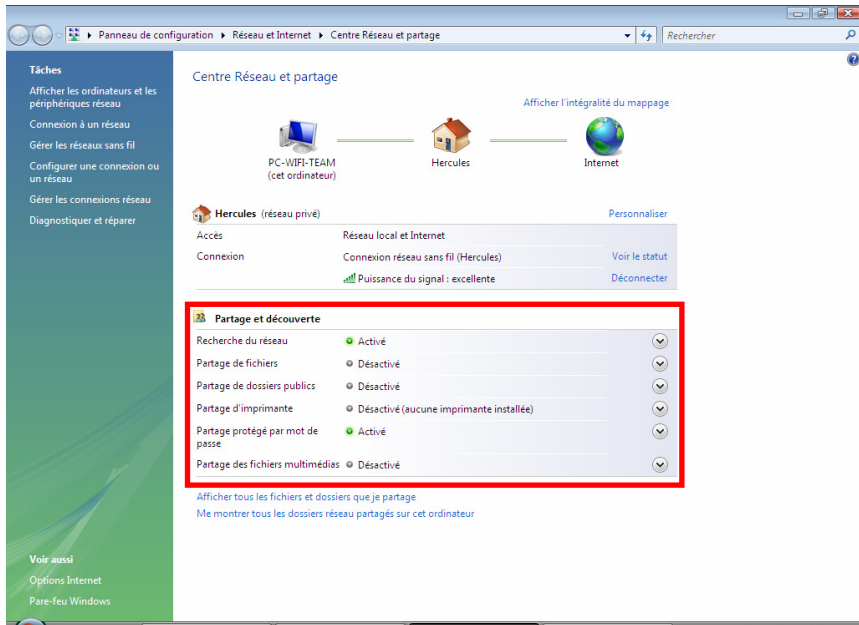 Panneau de configuration ▸ Réseau et Internet ▸ Centre Réseau et partage
Rechercher
Tâches
Afficher les ordinateurs et les
périphériques réseau
Connexion à un réseau
Gérer les réseaux sans fil
Configurer une connexion ou
un réseau
Gérer les connexions réseau
Diagnostiquer et réparer
Voir aussi
Options Internet
Pare-feu Windows
Centre Réseau et partage
Afficher l'intégralité du mappage
PC-WIFI-TEAM
(cet ordinateur)
Hercules
Internet
Hercules (réseau privé) Personnaliser
Accès Réseau local et Internet
Connexion Connexion réseau sans fil (Hercules) Voir le statut
Puissance du signal : excellente Déconnecter
Partage et découverte
Recherche du réseau Activé
Partage de fichiers Désactivé
Partage de dossiers publics Désactivé
Partage d'imprimante Désactivé (aucune imprimante installée)
Partage protégé par mot de
passe
Activé
Partage des fichiers multimédias Désactivé
Afficher tous les fichiers et dossiers que je partage
Me montrer tous les dossiers réseau partagés sur cet ordinateur